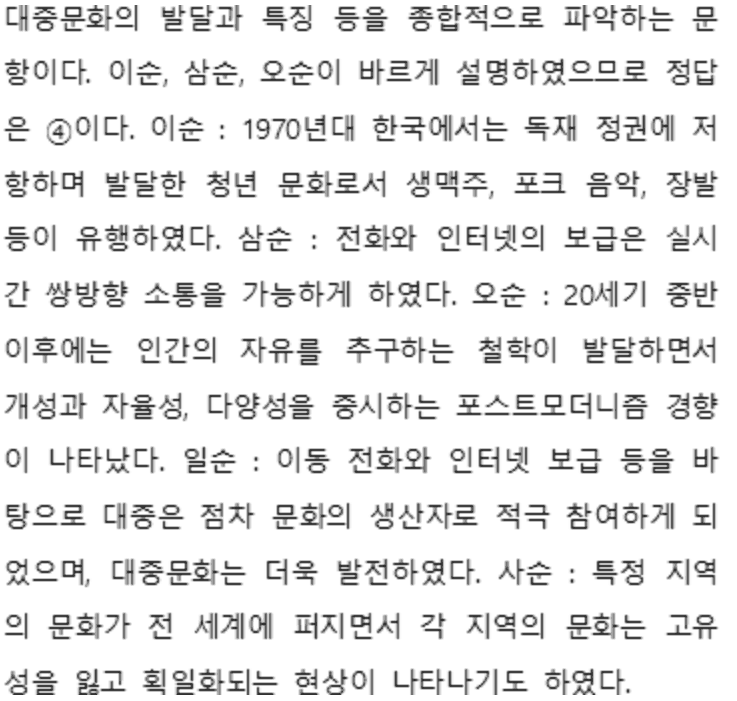 대중문화의 발달과 특징 등을 종합적으로 파악하는 문
항이다. 이순, 삼순, 오순이 바르게 설명하였으므로 정답
은 ④이다. 이순 : 1970년대 한국에서는 독재 정권에 저
항하며 발달한 청년 문화로서 생맥주, 포크 음악, 장발
등이 유행하였다. 삼순 : 전화와 인터넷의 보급은 실시
간 쌍방향 소통을 가능하게 하였다. 오순 : 20세기 중반
이후에는 인간의 자유를 추구하는 철학이 발달하면서
개성과 자율성, 다양성을 중시하는 포스트모더니즘 경향
이 나타났다. 일순 : 이동 전화와 인터넷 보급 등을 바
탕으로 대중은 점차 문화의 생산자로 적극 참여하게 되
었으며, 대중문화는 더욱 발전하였다. 사순 : 특정 지역
의 문화가 전 세계에 퍼지면서 각 지역의 문화는 고유
성을 잃고 획일화되는 현상이 나타나기도 하였다.